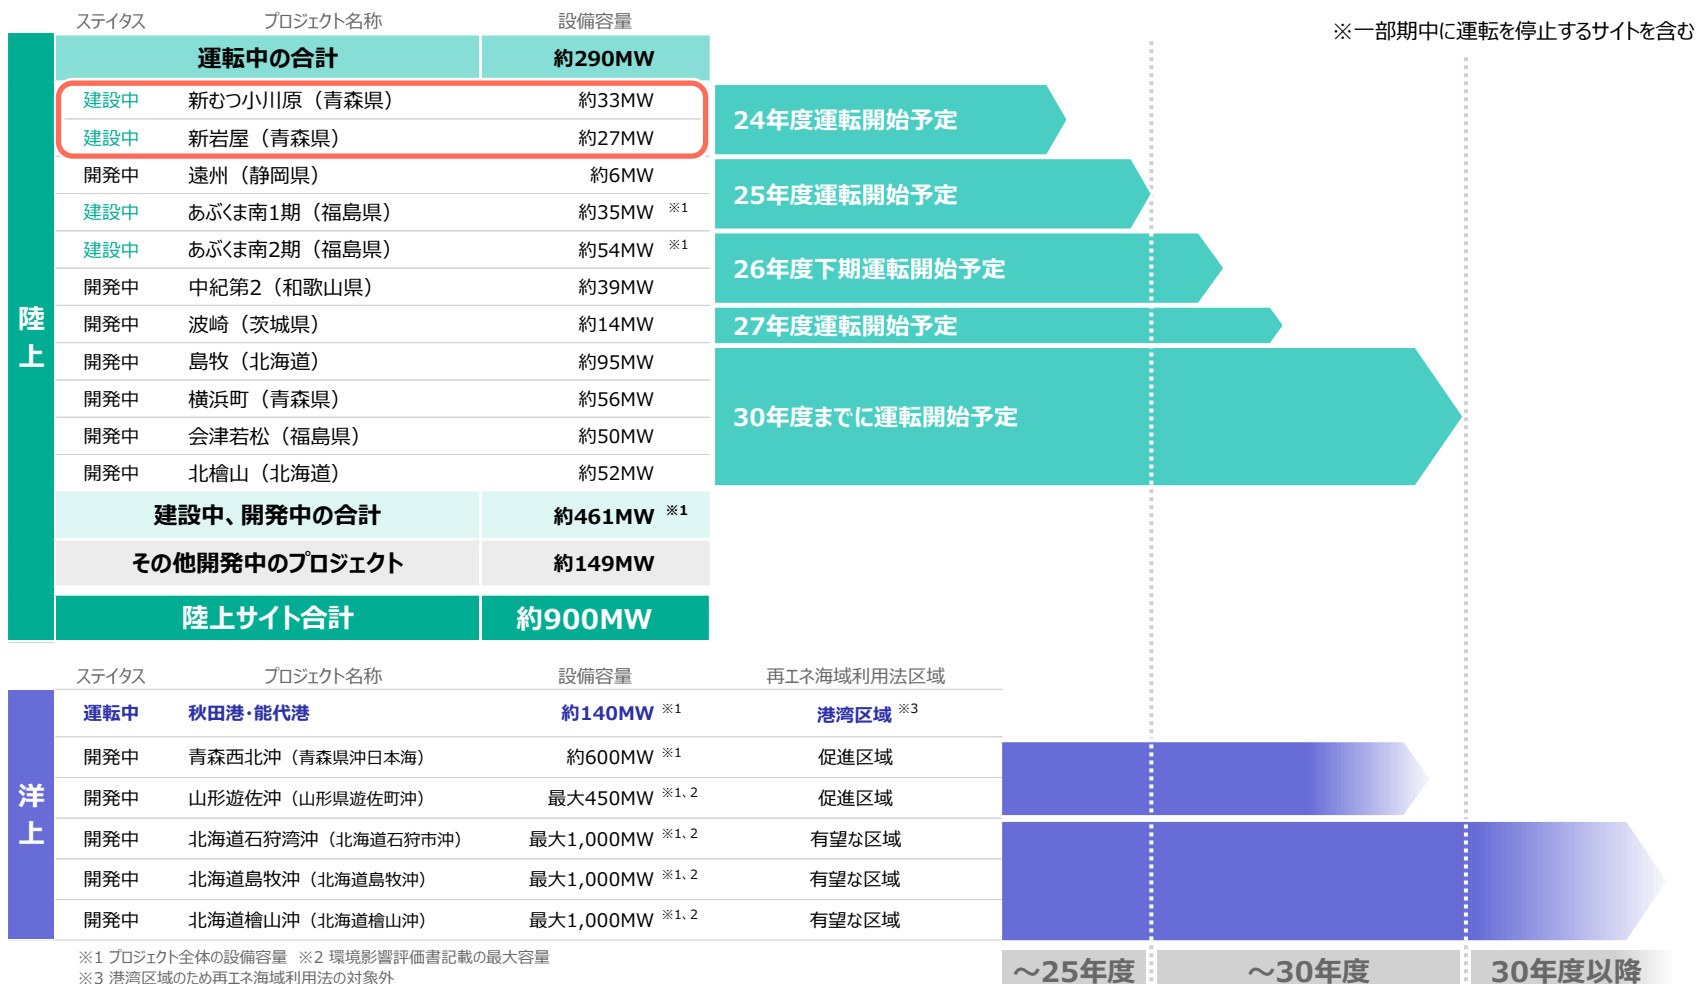 ステイタス プロジェクト名称 設備容量
※一部期中に運転を停止するサイトを含む
陸上
運転中の合計 約290MW
建設中 新むつ小川原（青森県） 約33MW
建設中 新岩屋（青森県） 約27MW
24年度運転開始予定
開発中 遠州（静岡県） 約6MW
建設中 あぶくま南1期（福島県） 約35MW ※1
25年度運転開始予定
建設中 あぶくま南2期（福島県） 約54MW ※1
開発中 中紀第2（和歌山県） 約39MW
26年度下期運転開始予定
開発中 波崎（茨城県） 約14MW
27年度運転開始予定
開発中 島牧（北海道） 約95MW
開発中 横浜町（青森県） 約56MW
開発中 会津若松（福島県） 約50MW
開発中 北檜山（北海道） 約52MW
30年度までに運転開始予定
建設中、開発中の合計 約461MW ※1
その他開発中のプロジェクト 約149MW
陸上サイト合計 約900MW
ステイタス プロジェクト名称 設備容量 再エネ海域利用法区域
洋上
運転中 秋田港・能代港 約140MW ※1 港湾区域 ※3
開発中 青森西北沖（青森県沖日本海） 約600MW ※1 促進区域
開発中 山形遊佐沖（山形県遊佐町沖） 最大450MW ※1、2 促進区域
開発中 北海道石狩湾沖（北海道石狩市沖） 最大1,000MW ※1、2 有望な区域
開発中 北海道島牧沖（北海道島牧沖） 最大1,000MW ※1、2 有望な区域
開発中 北海道檜山沖（北海道檜山沖） 最大1,000MW ※1、2 有望な区域
※1 プロジェクト全体の設備容量 ※2 環境影響評価書記載の最大容量
※3 港湾区域のため再エネ海域利用法の対象外
～25年度 ～30年度 30年度以降